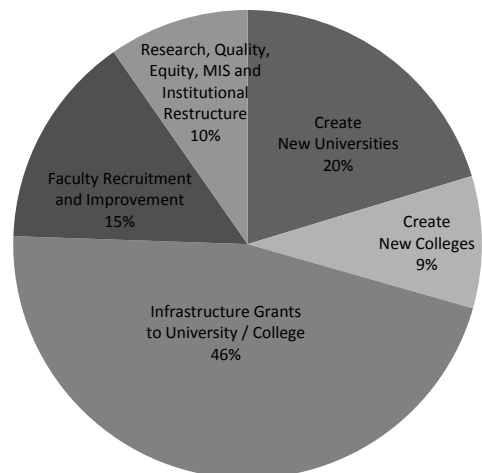 Research, Quality,
Equity, MIS and
Institutional
Restructure
10%
Create
New Universities
20%
Create
New Colleges
9%
Infrastructure Grants
to University / College
46%
Faculty Recruitment
and Improvement
15%